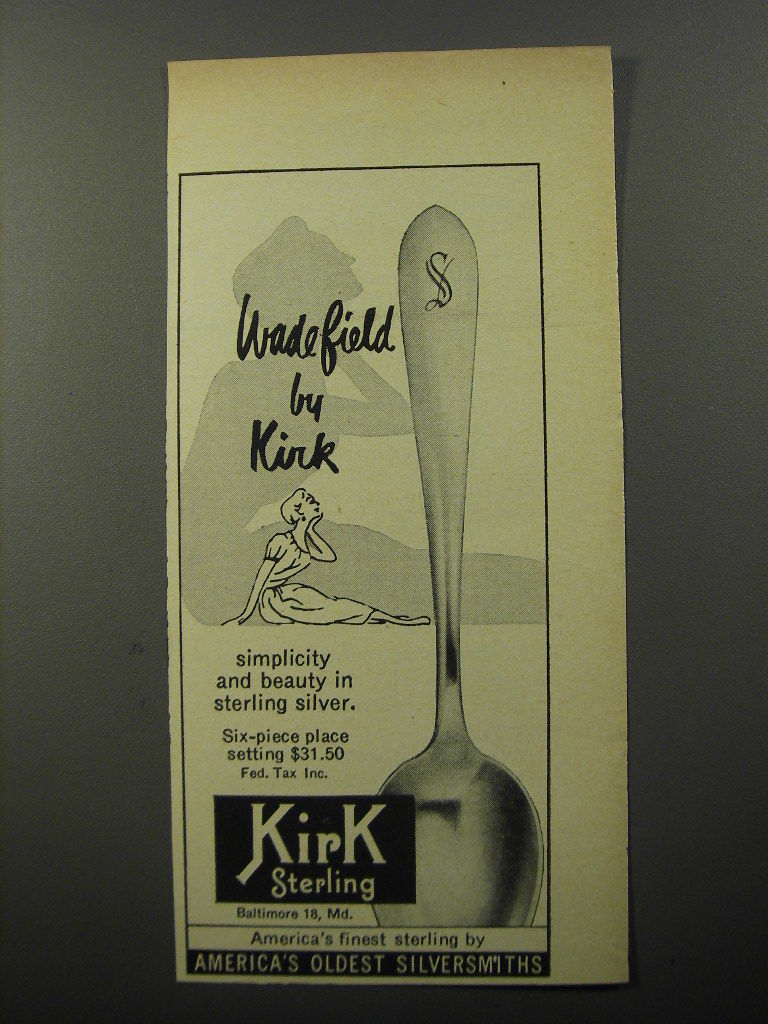 S
Wadefield
by
Kirk
simplicity
and beauty in
sterling silver.
Six-piece place
setting $31.50
Fed. Tax Inc.
KirK
Sterling
Baltimore 18, Md.
America's finest sterling by
AMERICA'S OLDEST SILVERSMITHS